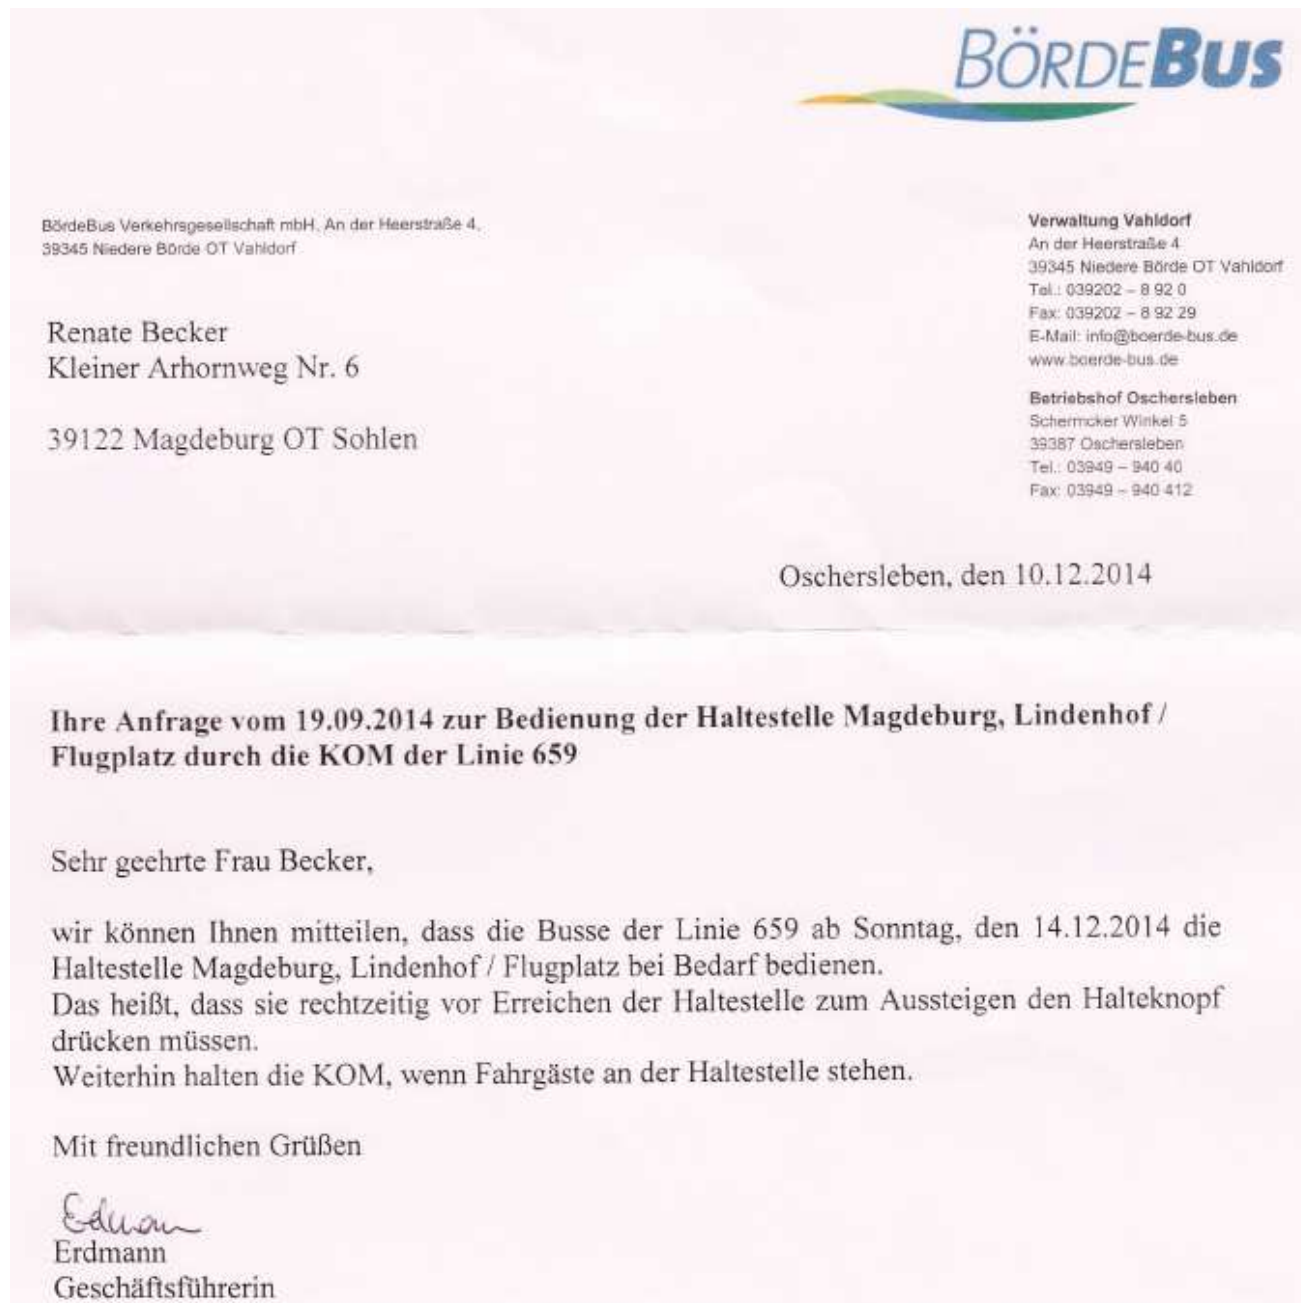 BÖRDEBUS
BördeBus Verkehrsgesellschaft mbH, An der Heerstraße 4,
39345 Niedere Börde OT Vahldorf
Renate Becker
Kleiner Arhornweg Nr. 6
39122 Magdeburg OT Sohlen
Verwaltung Vahldorf
An der Heerstraße 4
39345 Niedere Börde OT Vahldorf
Tel.: 039202 – 8 92 0
Fax: 039202 – 8 92 29
E-Mail: info@boerde-bus.de
www.boerde-bus.de
Betriebshof Oschersleben
Schermcker Winkel 5
39387 Oschersleben
Tel.: 03949 – 940 40
Fax: 03949 – 940 412
Oschersleben, den 10.12.2014
Ihre Anfrage vom 19.09.2014 zur Bedienung der Haltestelle Magdeburg, Lindenhof /
Flugplatz durch die KOM der Linie 659
Sehr geehrte Frau Becker,
wir können Ihnen mitteilen, dass die Busse der Linie 659 ab Sonntag, den 14.12.2014 die
Haltestelle Magdeburg, Lindenhof / Flugplatz bei Bedarf bedienen.
Das heißt, dass sie rechtzeitig vor Erreichen der Haltestelle zum Aussteigen den Halteknopf
drücken müssen.
Weiterhin halten die KOM, wenn Fahrgäste an der Haltestelle stehen.
Mit freundlichen Grüßen
Erdmann
Geschäftsführerin